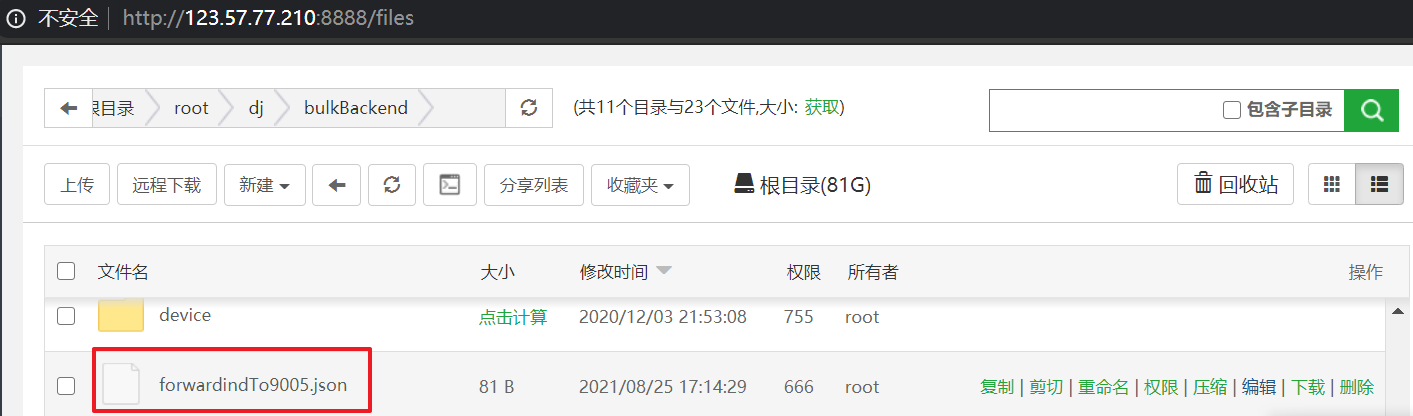 不安全 http://123.57.77.210:8888/files
根目录 root dj bulkBackend (共11个目录与23个文件,大小: 获取) 包含子目录
上传 远程下载 新建 分享列表 收藏夹 根目录(81G) 回收站
文件名 大小 修改时间 权限 所有者 操作
device 点击计算 2020/12/03 21:53:08 755 root
forwardindTo9005.json 81 B 2021/08/25 17:14:29 666 root 复制 | 剪切 | 重命名 | 权限 | 压缩 | 编辑 | 下载 | 删除